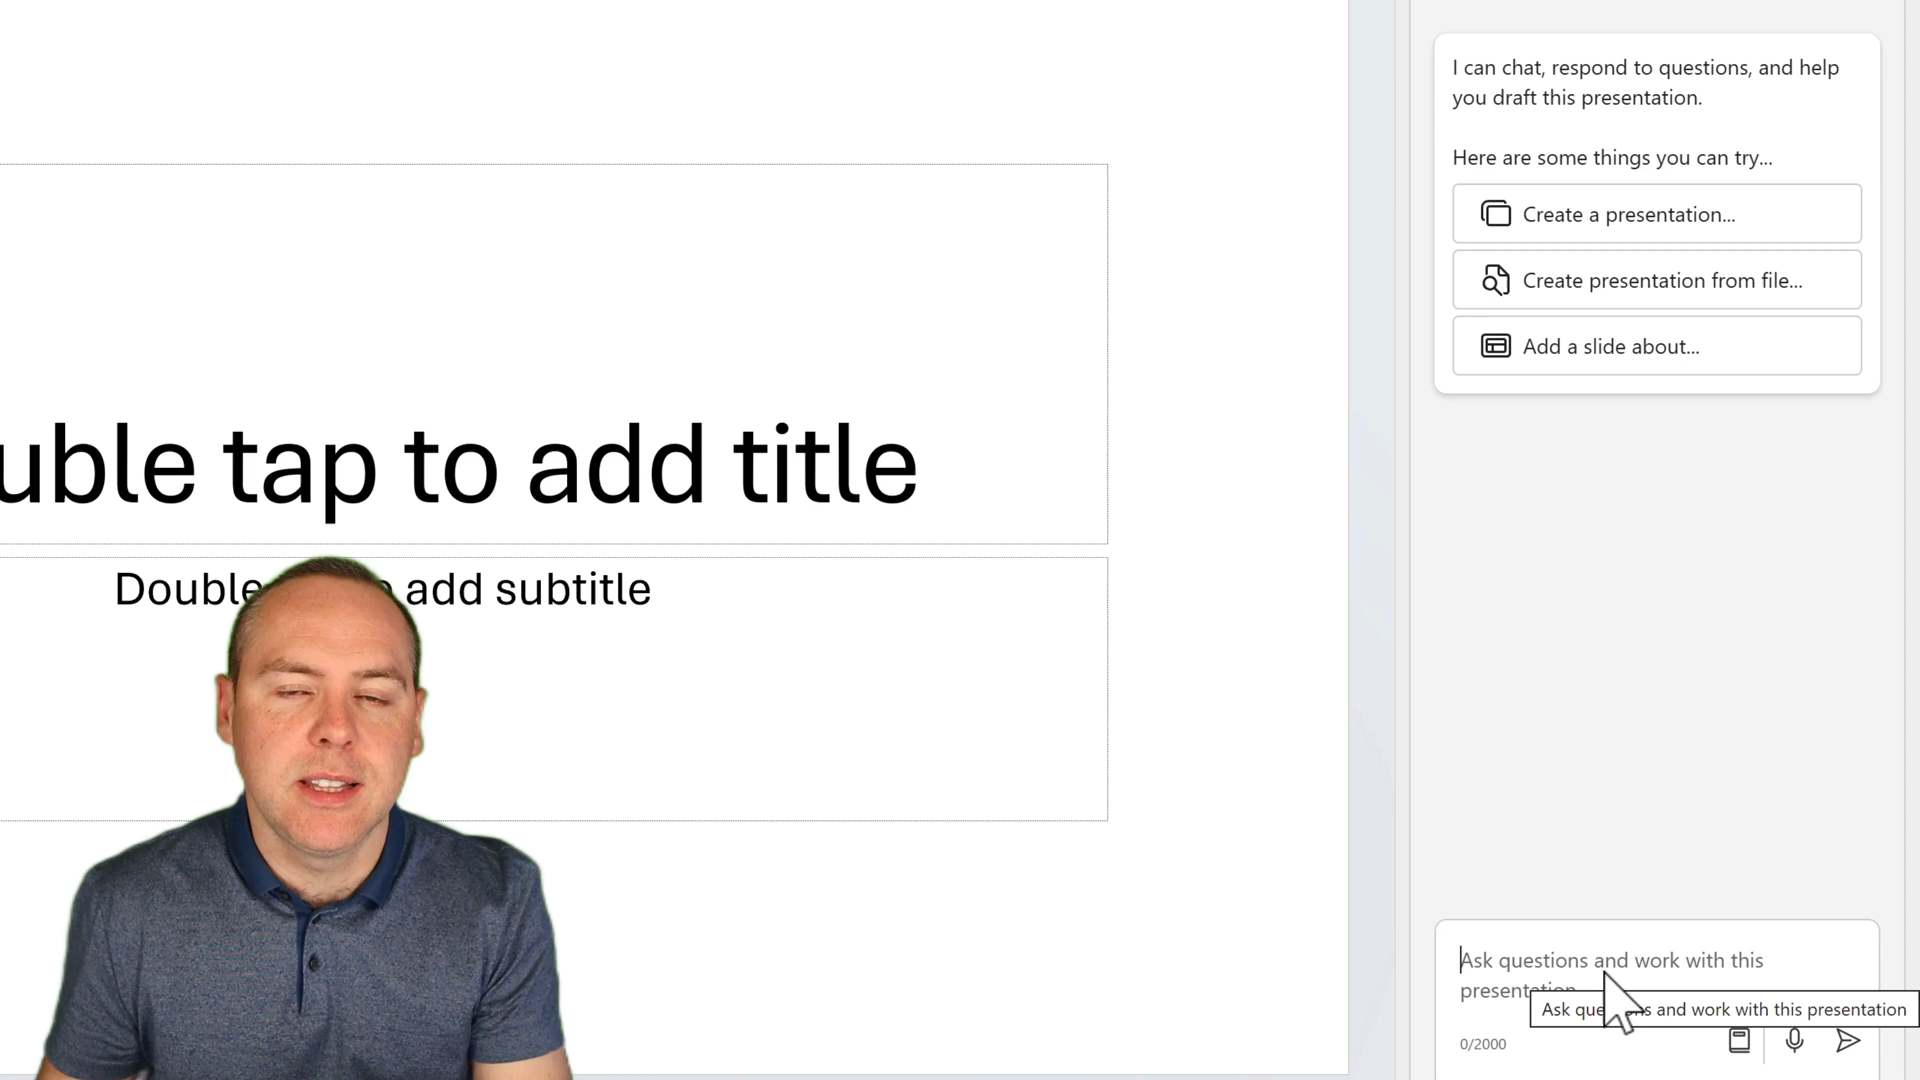 I can chat, respond to questions, and help
you draft this presentation.
Here are some things you can try...
Create a presentation...
Create presentation from file...
Add a slide about...
uble tap to add title
Double add subtitle
Ask questions and work with this
presentation
Ask questions and work with this presentation
0/2000